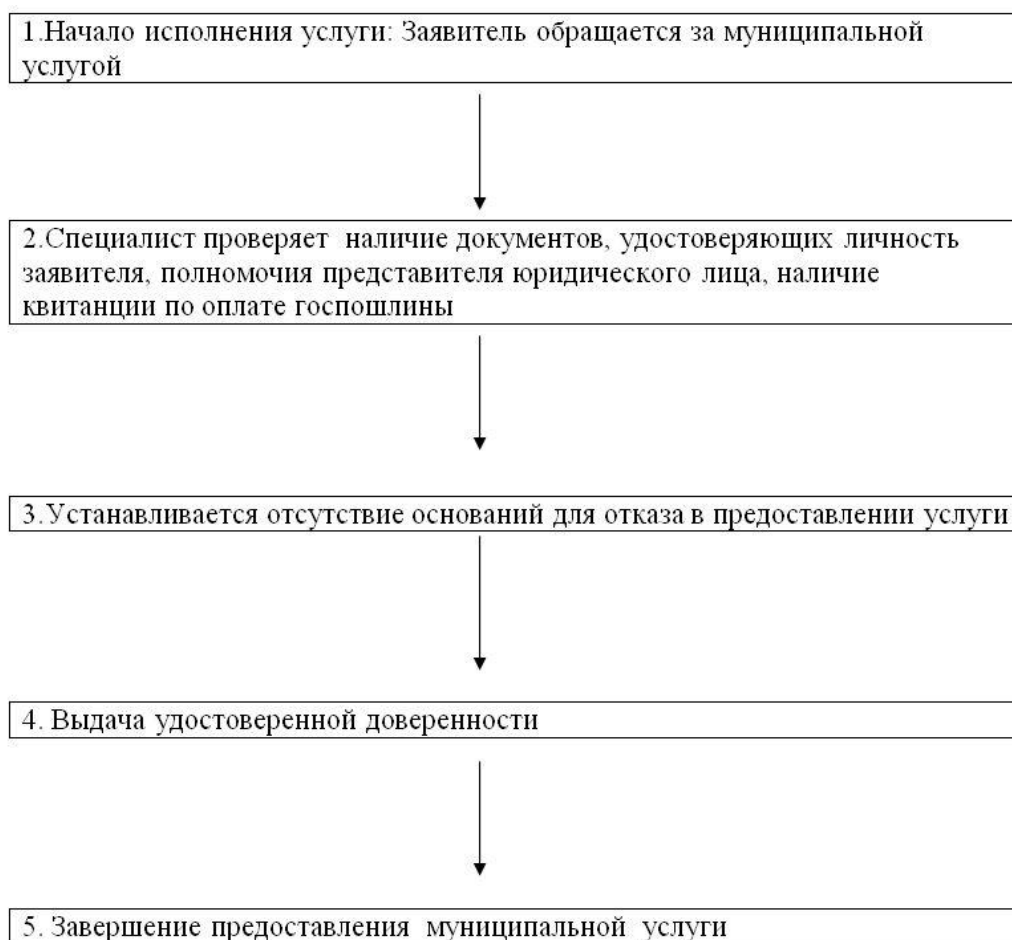 1.Начало исполнения услуги: Заявитель обращается за муниципальной
услугой
2.Специалист проверяет наличие документов, удостоверяющих личность
заявителя, полномочия представителя юридического лица, наличие
квитанции по оплате госпошлины
3.Устанавливается отсутствие оснований для отказа в предоставлении услуги
4. Выдача удостоверенной доверенности
5. Завершение предоставления муниципальной услуги